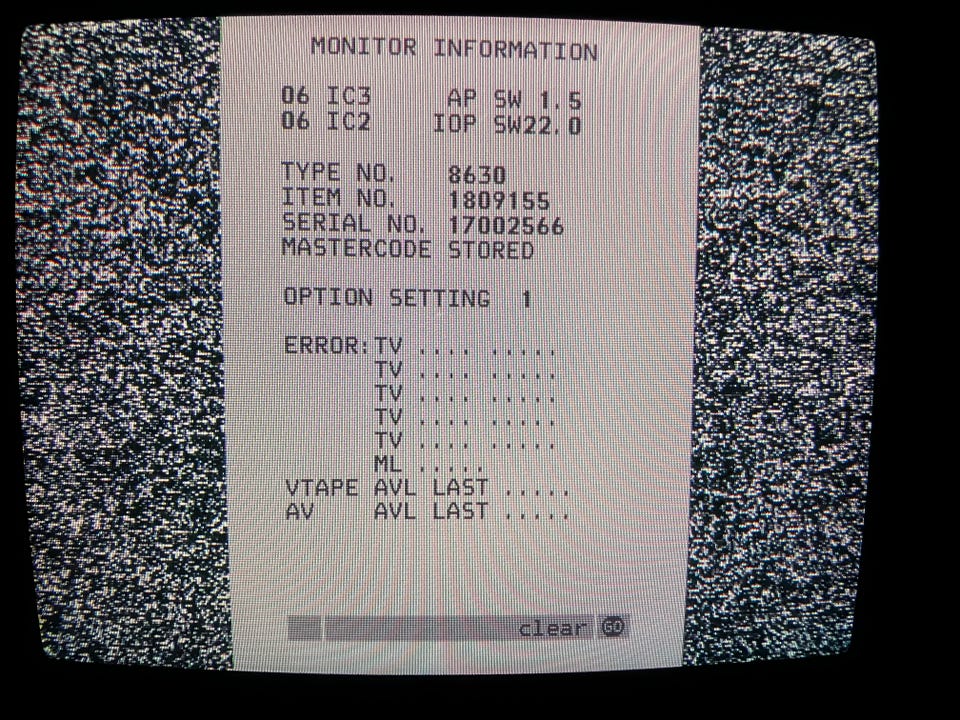 MONITOR INFORMATION
06 IC3 AP SW 1.5
06 IC2 IOP SW22.0
TYPE NO. 8630
ITEM NO. 1809155
SERIAL NO. 17002566
MASTERCODE STORED
OPTION SETTING 1
ERROR:TV .... .....
TV .... .....
TV .... .....
TV .... .....
TV .... .....
ML .....
VTAPE AVL LAST .....
AV AVL LAST .....
clear GO